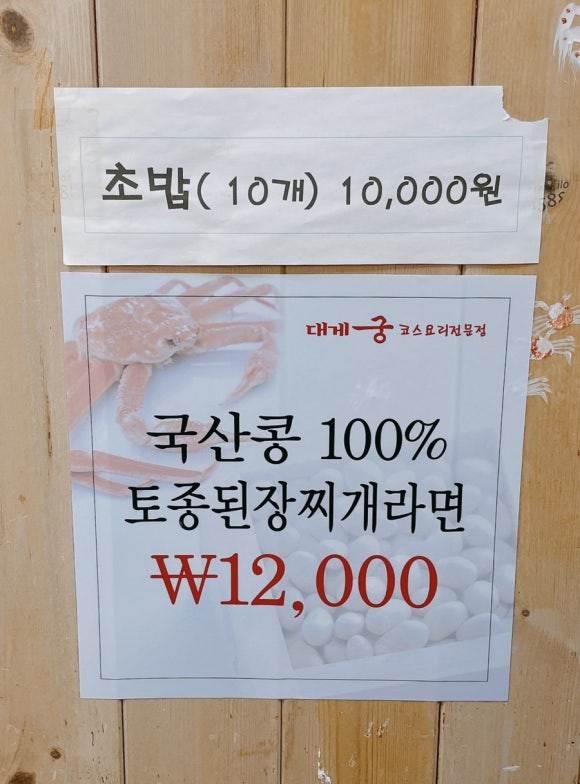 초밥( 10개) 10,000원
대게궁 코스요리전문점
국산콩 100%
토종된장찌개라면
₩12,000